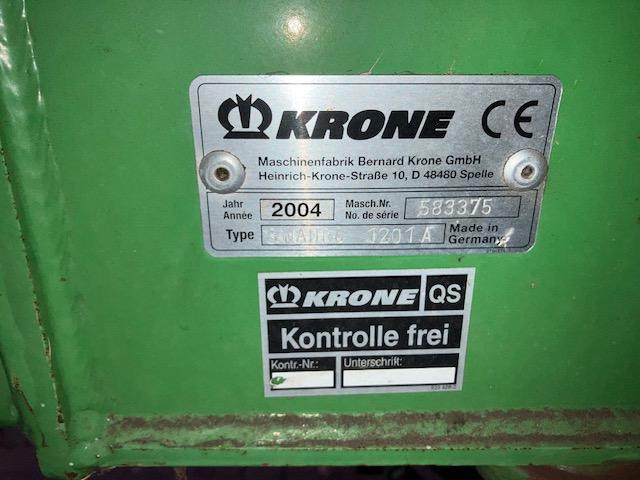 KRONE CE
Maschinenfabrik Bernard Krone GmbH
Heinrich-Krone-Straße 10, D 48480 Spelle
Jahr
Année
2004
Masch.Nr.
No. de série
583375
Type
1201 A
Made in
Germany
KRONE QS
Kontrolle frei
Kontr.-Nr.: Unterschrift: